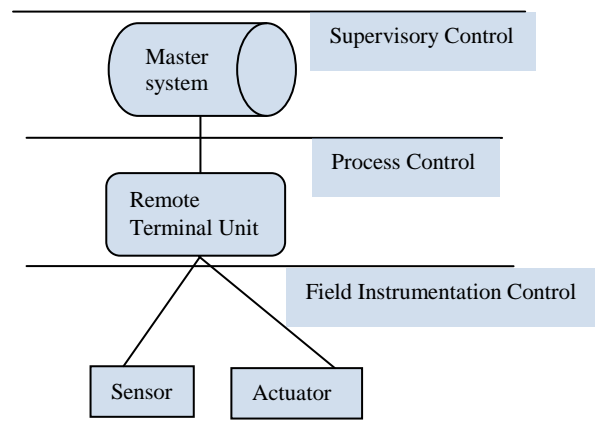 Supervisory Control
Master
system
Process Control
Remote
Terminal Unit
Field Instrumentation Control
Sensor
Actuator